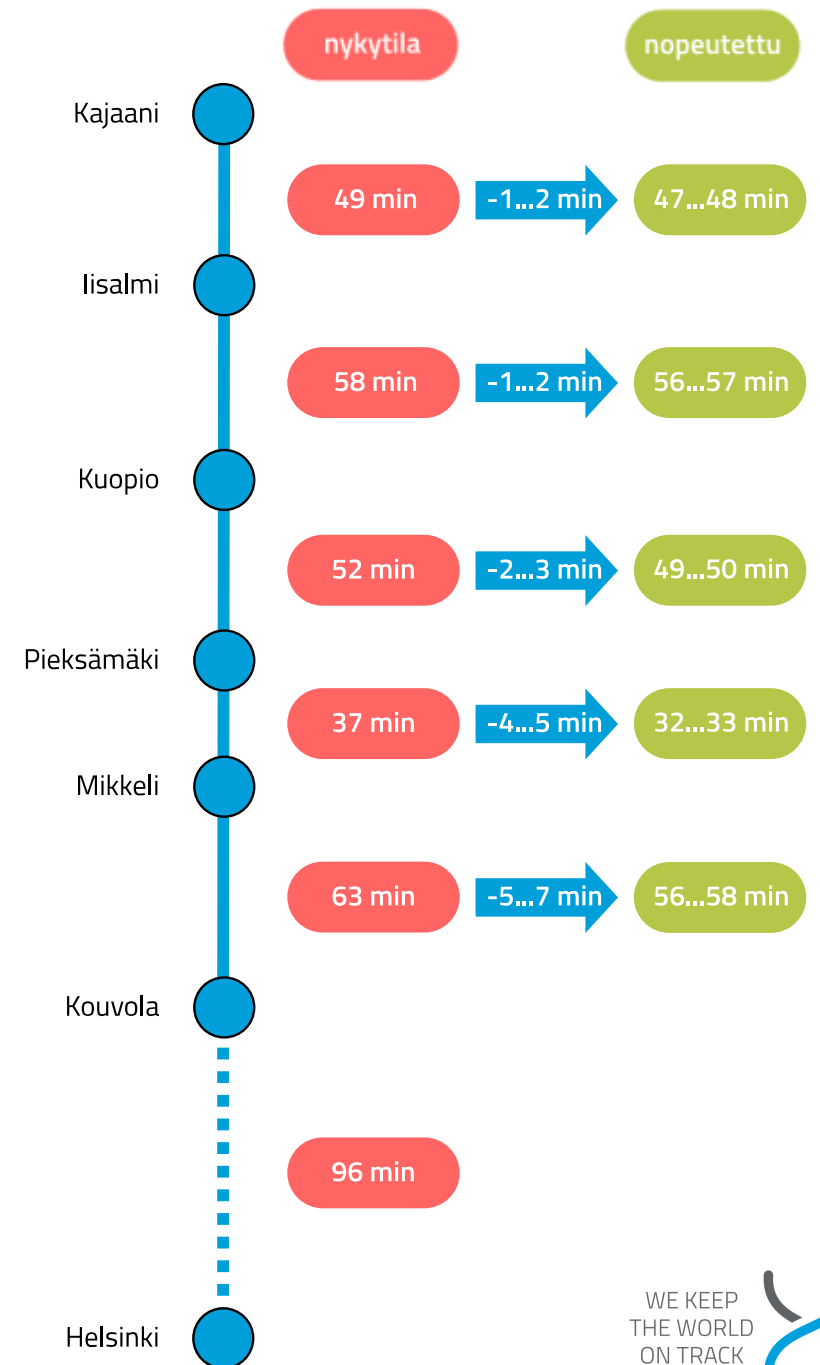 nykytila
nopeutettu
Kajaani
49 min
-1...2 min
47...48 min
Iisalmi
58 min
-1...2 min
56...57 min
Kuopio
52 min
-2...3 min
49...50 min
Pieksämäki
37 min
-4...5 min
32...33 min
Mikkeli
63 min
-5...7 min
56...58 min
Kouvola
96 min
Helsinki
WE KEEP
THE WORLD
ON TRACK